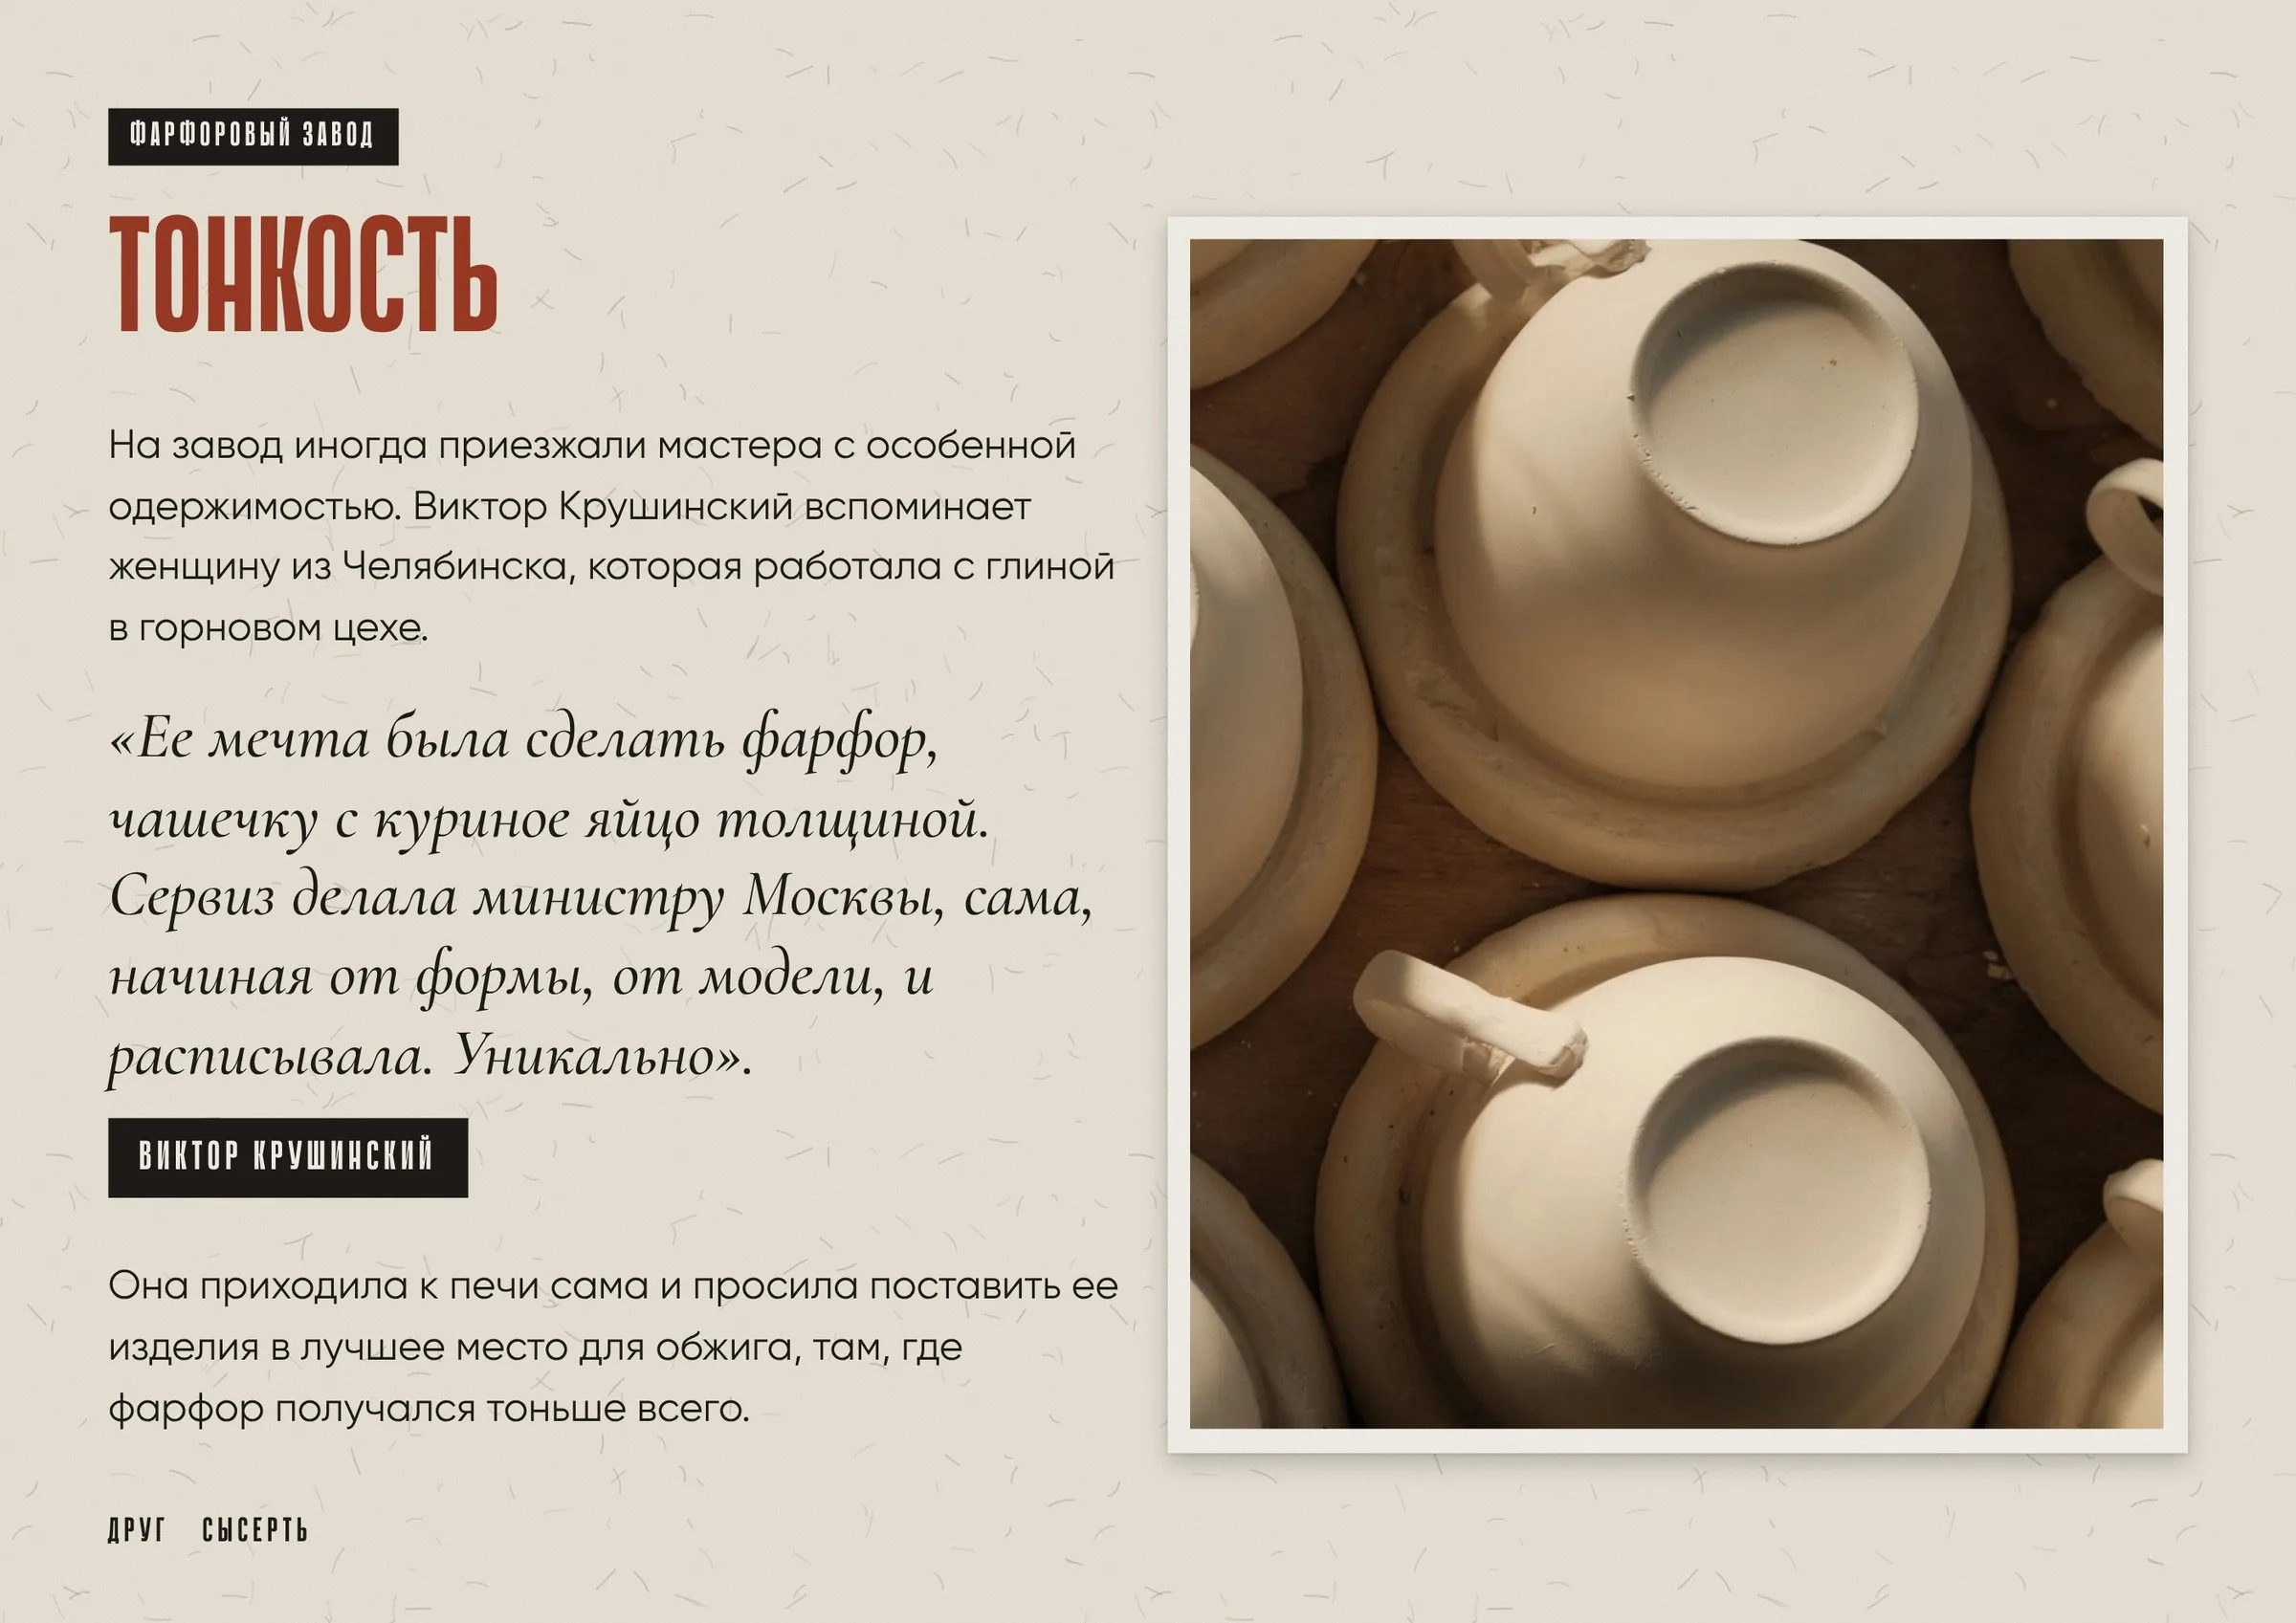 ФАРФОРОВЫЙ ЗАВОД
ТОНКОСТЬ
На завод иногда приезжали мастера с особенной
одержимостью. Виктор Крушинский вспоминает
женщину из Челябинска, которая работала с глиной
в горновом цехе.
«Ее мечта была сделать фарфор,
чашечку с куриное яйцо толщиной.
Сервиз делала министру Москвы, сама,
начиная от формы, от модели, и
расписывала. Уникально».
ВИКТОР КРУШИНСКИЙ
Она приходила к печи сама и просила поставить ее
изделия в лучшее место для обжига, там, где
фарфор получался тоньше всего.
ДРУГ СЫСЕРТЬ